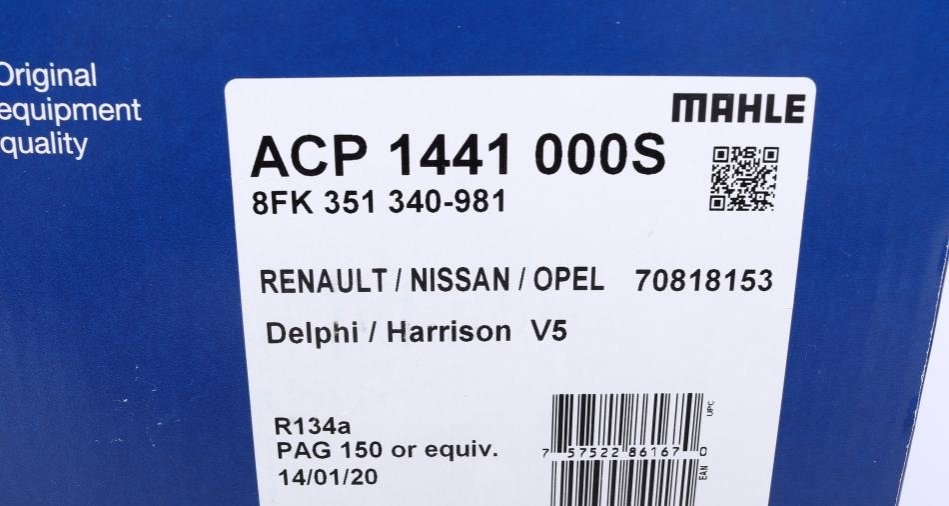 Original
equipment
quality
MAHLE
ACP 1441 000S
8FK 351 340-981
RENAULT / NISSAN / OPEL 70818153
Delphi / Harrison V5
R134a
PAG 150 or equiv.
14/01/20
UPC
7 57522 86167 0
EAN